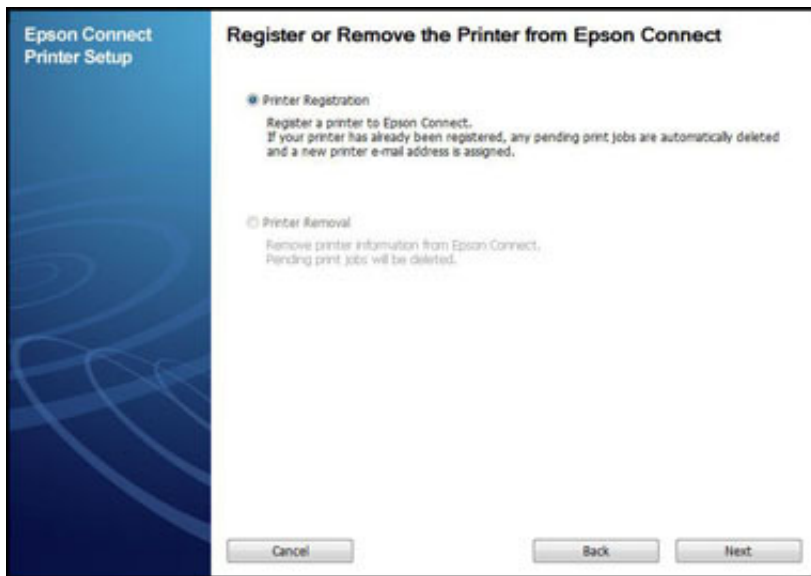 Epson Connect
Printer Setup
Register or Remove the Printer from Epson Connect
Printer Registration
Register a printer to Epson Connect.
If your printer has already been registered, any pending print jobs are automatically deleted
and a new printer e-mail address is assigned.
Printer Removal
Remove printer information from Epson Connect.
Pending print jobs will be deleted.
Cancel
Back
Next